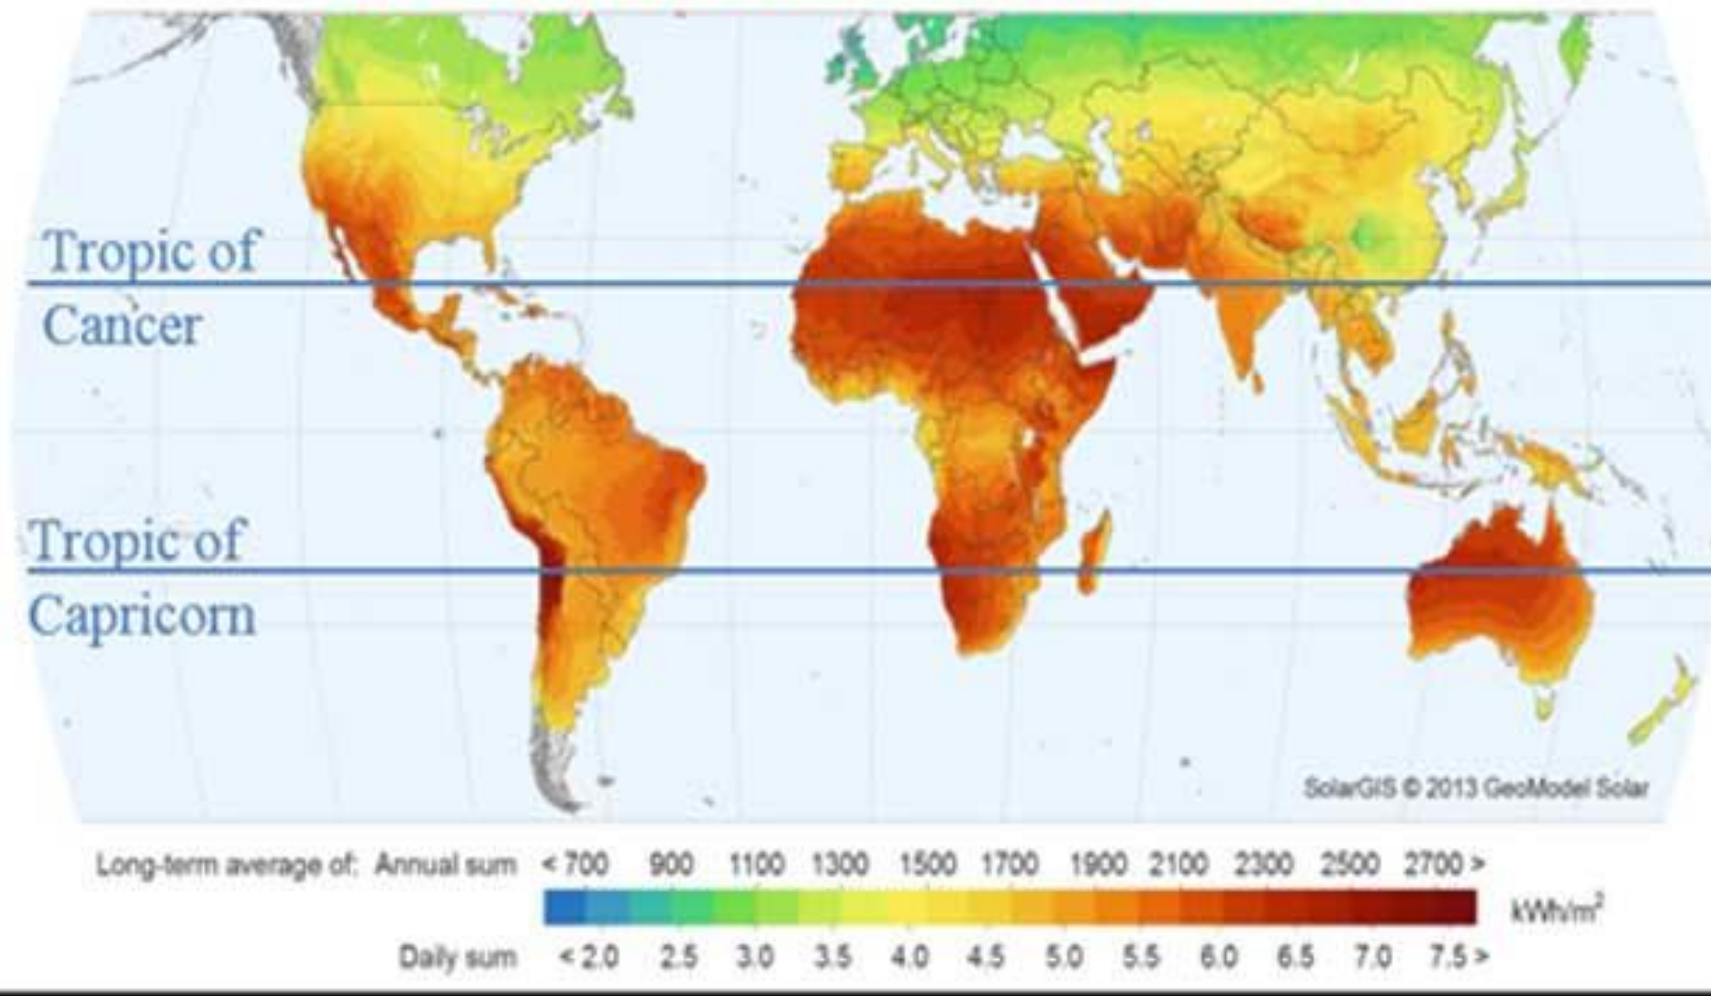 Tropic of
Cancer
Tropic of
Capricorn
SolarGIS © 2013 GeoModel Solar
Long-term average of: Annual sum < 700 900 1100 1300 1500 1700 1900 2100 2300 2500 2700 >
kWh/m²
Daily sum < 2.0 2.5 3.0 3.5 4.0 4.5 5.0 5.5 6.0 6.5 7.0 7.5 >